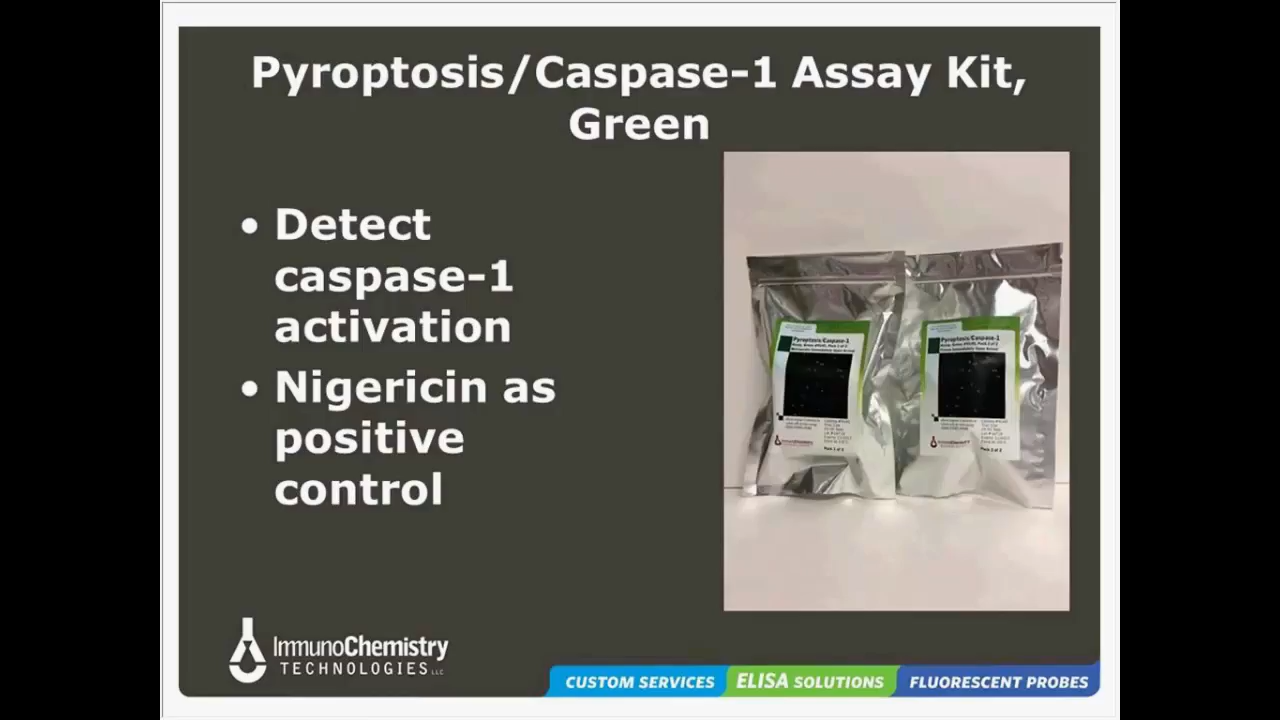 Pyroptosis/Caspase-1 Assay Kit,
Green
• Detect
caspase-1
activation
• Nigericin as
positive
control
Pyroptosis/Caspase-1
Pyroptosis/Caspase-1
ImmunoChemistry
ImmunoChemistry
TECHNOLOGIES LLC
CUSTOM SERVICES
ELISA SOLUTIONS
FLUORESCENT PROBES